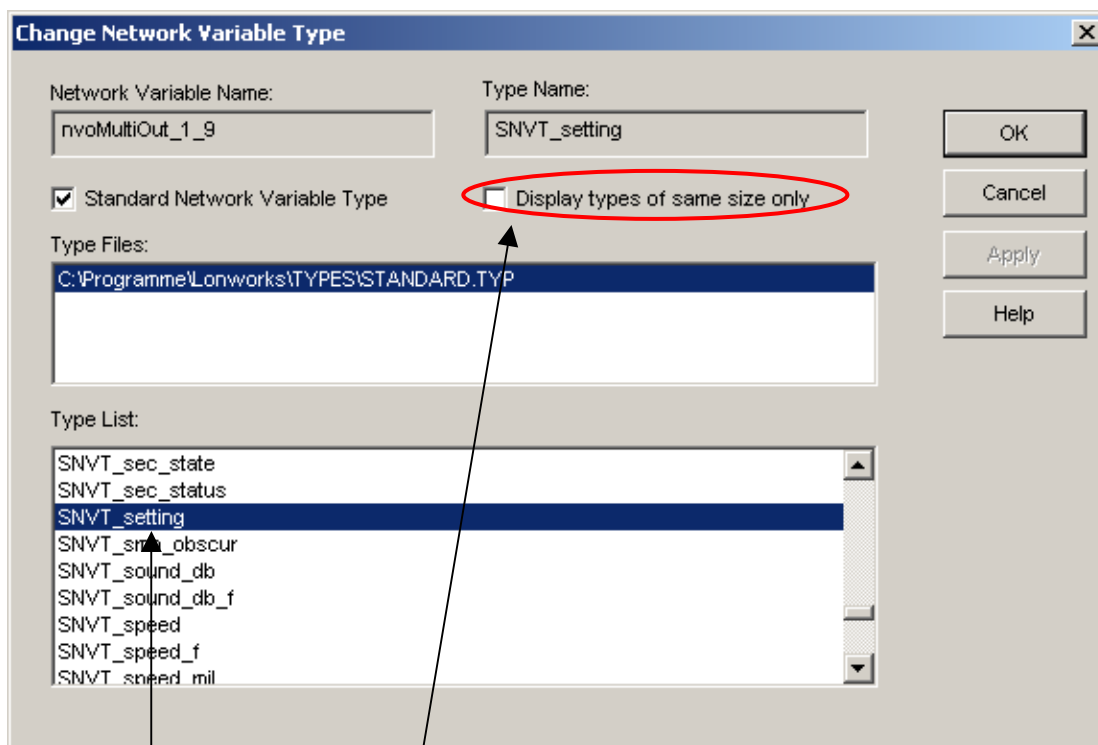 Change Network Variable Type
Network Variable Name:
Type Name:
nvoMultiOut_1_9
SNVT_setting
OK
Standard Network Variable Type
Display types of same size only
Cancel
Type Files:
Apply
C:\Programme\Lonworks\TYPES\STANDARD.TYP
Help
Type List:
SNVT_sec_state
SNVT_sec_status
SNVT_setting
SNVT_smo_obscur
SNVT_sound_db
SNVT_sound_db_f
SNVT_speed
SNVT_speed_f
SNVT_speed_mil